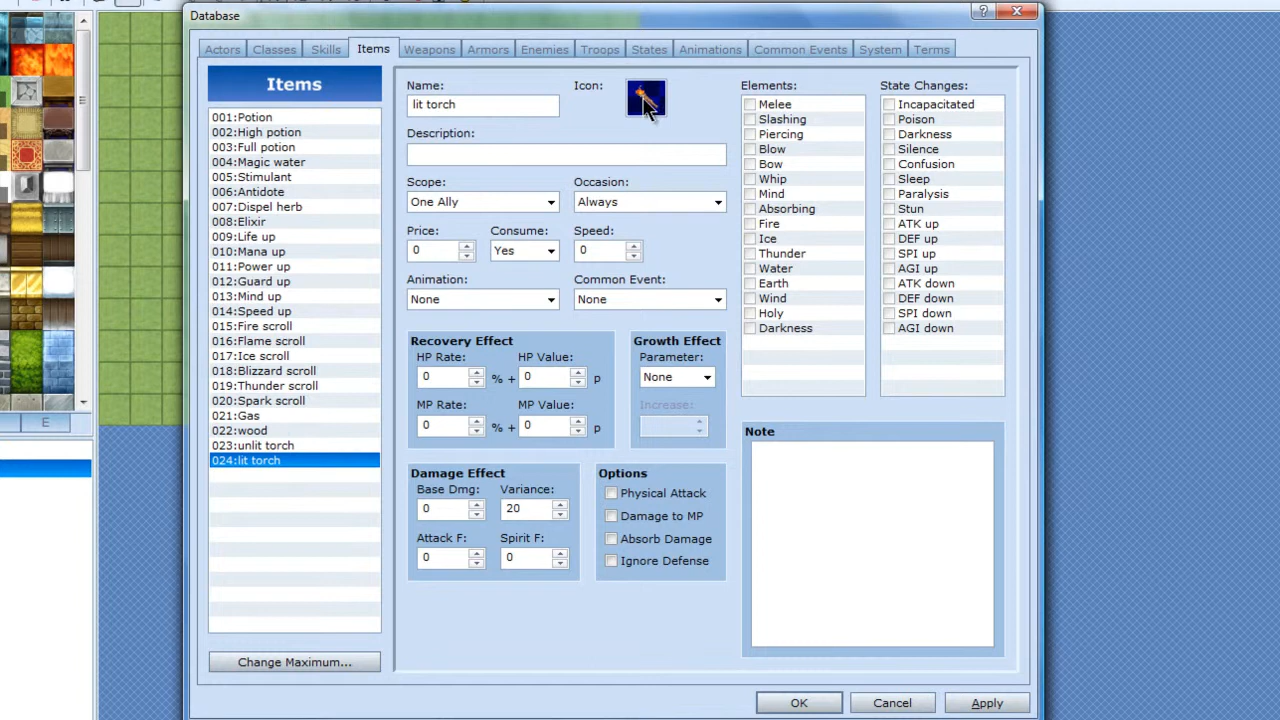 Database
Actors Classes Skills Items Weapons Armors Enemies Troops States Animations Common Events System Terms
Items
001:Potion
002:High potion
003:Full potion
004:Magic water
005:Stimulant
006:Antidote
007:Dispel herb
008:Elixir
009:Life up
010:Mana up
011:Power up
012:Guard up
013:Mind up
014:Speed up
015:Fire scroll
016:Flame scroll
017:Ice scroll
018:Blizzard scroll
019:Thunder scroll
020:Spark scroll
021:Gas
022:wood
023:unlit torch
024:lit torch
Change Maximum...
Name:
lit torch
Icon:
Description:
Scope:
One Ally
Occasion:
Always
Price:
0
Consume:
Yes
Speed:
0
Animation:
None
Common Event:
None
Recovery Effect
HP Rate: HP Value:
0 % + 0 p
MP Rate: MP Value:
0 % + 0 p
Growth Effect
Parameter:
None
Increase:
Damage Effect
Base Dmg: Variance:
0 20
Attack F: Spirit F:
0 0
Options
Physical Attack
Damage to MP
Absorb Damage
Ignore Defense
Elements:
Melee
Slashing
Piercing
Blow
Bow
Whip
Mind
Absorbing
Fire
Ice
Thunder
Water
Earth
Wind
Holy
Darkness
State Changes:
Incapacitated
Poison
Darkness
Silence
Confusion
Sleep
Paralysis
Stun
ATK up
DEF up
SPI up
AGI up
ATK down
DEF down
SPI down
AGI down
Note
OK Cancel Apply
E